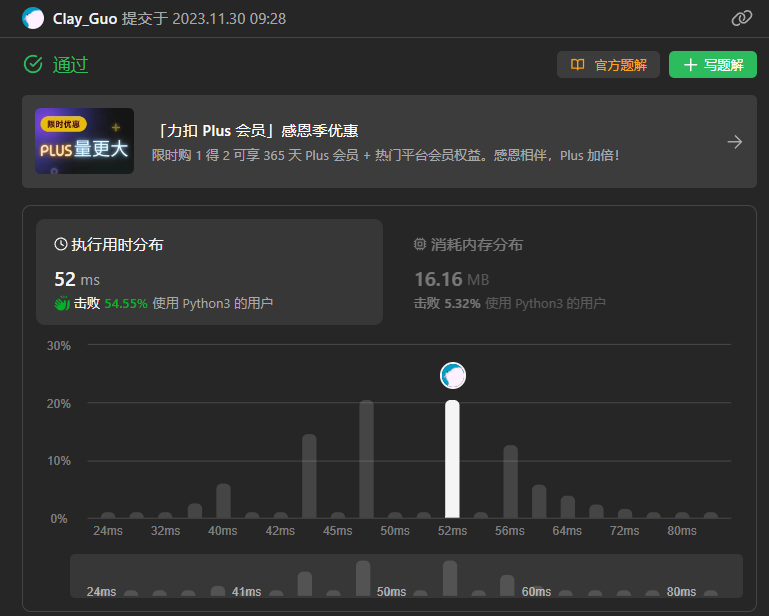 Clay_Guo 提交于 2023.11.30 09:28
通过
官方题解
写题解
限时优惠
PLUS量更大
「力扣 Plus 会员」感恩季优惠
限时购 1 得 2 可享 365 天 Plus 会员 + 热门平台会员权益。感恩相伴，Plus 加倍！
执行用时分布
52 ms
击败 54.55% 使用 Python3 的用户
消耗内存分布
16.16 MB
击败 5.32% 使用 Python3 的用户
30%
20%
10%
0%
24ms 32ms 40ms 42ms 45ms 50ms 52ms 56ms 64ms 72ms 80ms
24ms 41ms 50ms 60ms 80ms